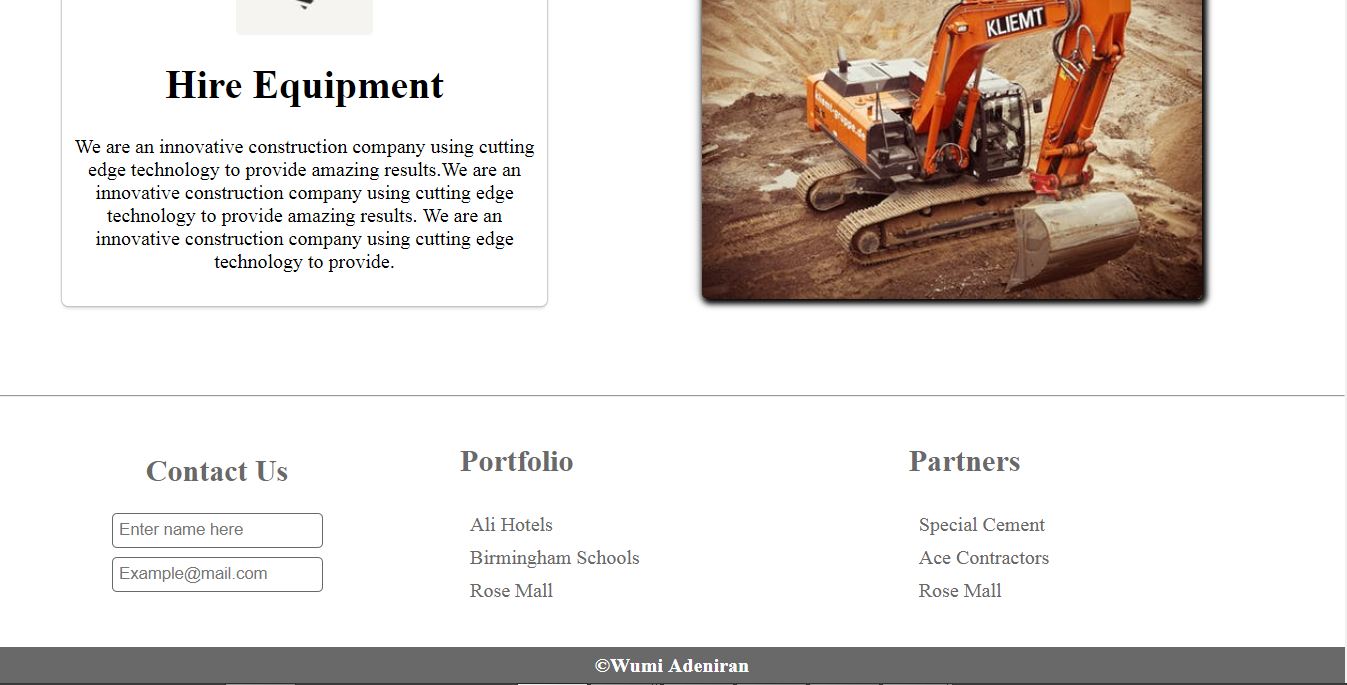 Hire Equipment
We are an innovative construction company using cutting
edge technology to provide amazing results.We are an
innovative construction company using cutting edge
technology to provide amazing results. We are an
innovative construction company using cutting edge
technology to provide.
KLIEMT
kliemt-gruppe.de
Contact Us
Enter name here
Example@mail.com
Portfolio
Ali Hotels
Birmingham Schools
Rose Mall
Partners
Special Cement
Ace Contractors
Rose Mall
©Wumi Adeniran